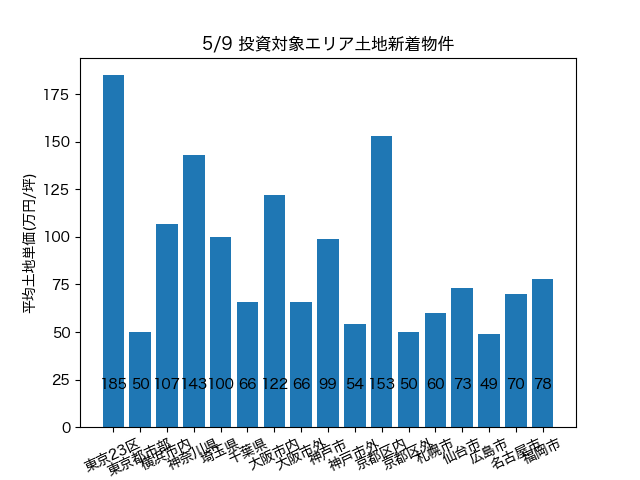 5/9 投資対象エリア土地新着物件
平均土地単価(万円/坪)
175
150
125
100
75
50
25
0
185 50 107 143 100 66 122 66 99 54 153 50 60 73 49 70 78
東京23区 東京都市部 横浜市内 神奈川県 埼玉県 千葉県 大阪市内 大阪市外 神戸市 神戸市外 京都区内 京都区外 札幌市 仙台市 広島市 名古屋市 福岡市